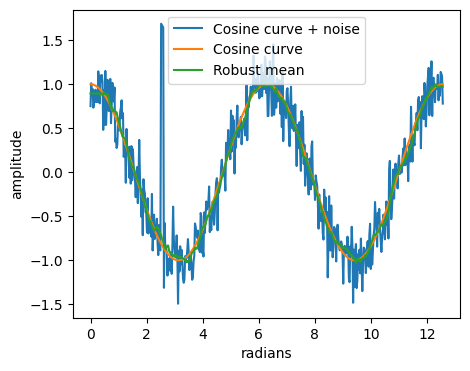 Cosine curve + noise
Cosine curve
Robust mean
amplitude
1.5
1.0
0.5
0.0
−0.5
−1.0
−1.5
0 2 4 6 8 10 12
radians